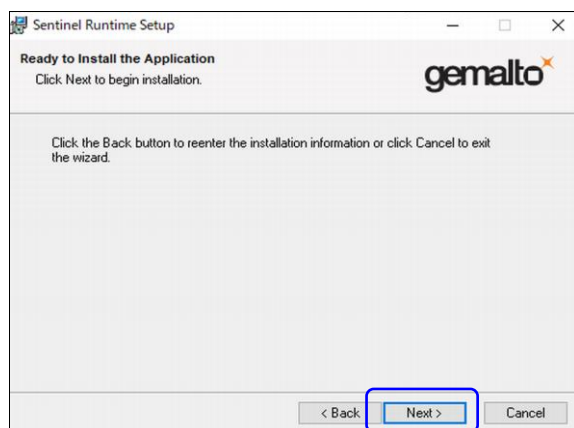 Sentinel Runtime Setup
Ready to Install the Application
Click Next to begin installation.
gemalto
Click the Back button to reenter the installation information or click Cancel to exit
the wizard.
< Back
Next >
Cancel